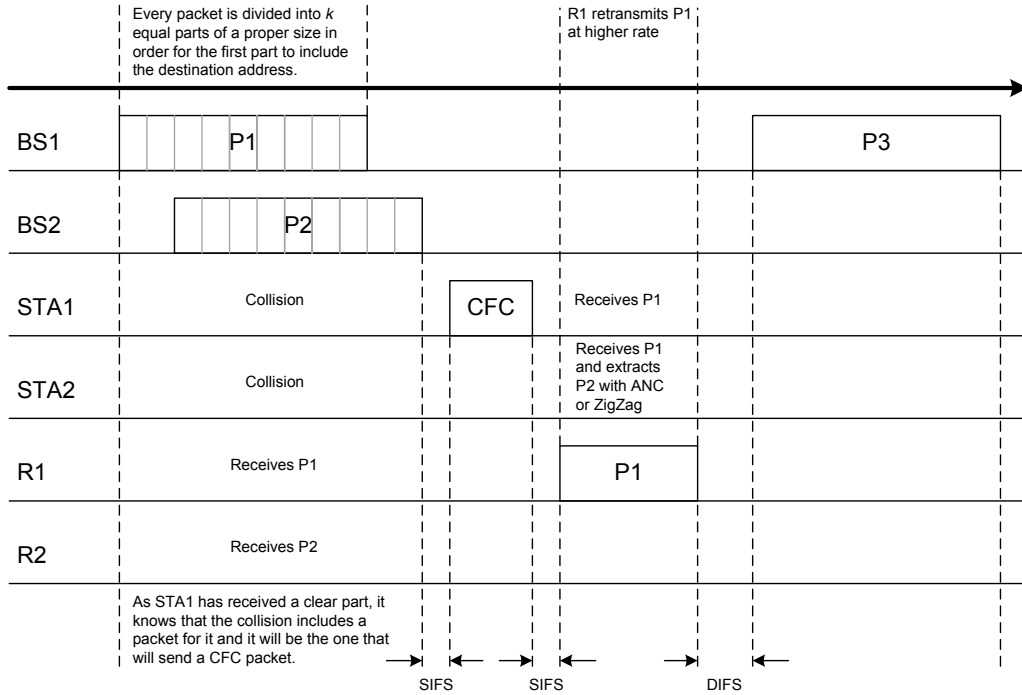 Every packet is divided into k
equal parts of a proper size in
order for the first part to include
the destination address.
R1 retransmits P1
at higher rate
BS1
P1
P3
BS2
P2
STA1
Collision
CFC
Receives P1
STA2
Collision
Receives P1
and extracts
P2 with ANC
or ZigZag
R1
Receives P1
P1
R2
Receives P2
As STA1 has received a clear part, it
knows that the collision includes a
packet for it and it will be the one that
will send a CFC packet.
SIFS
SIFS
DIFS